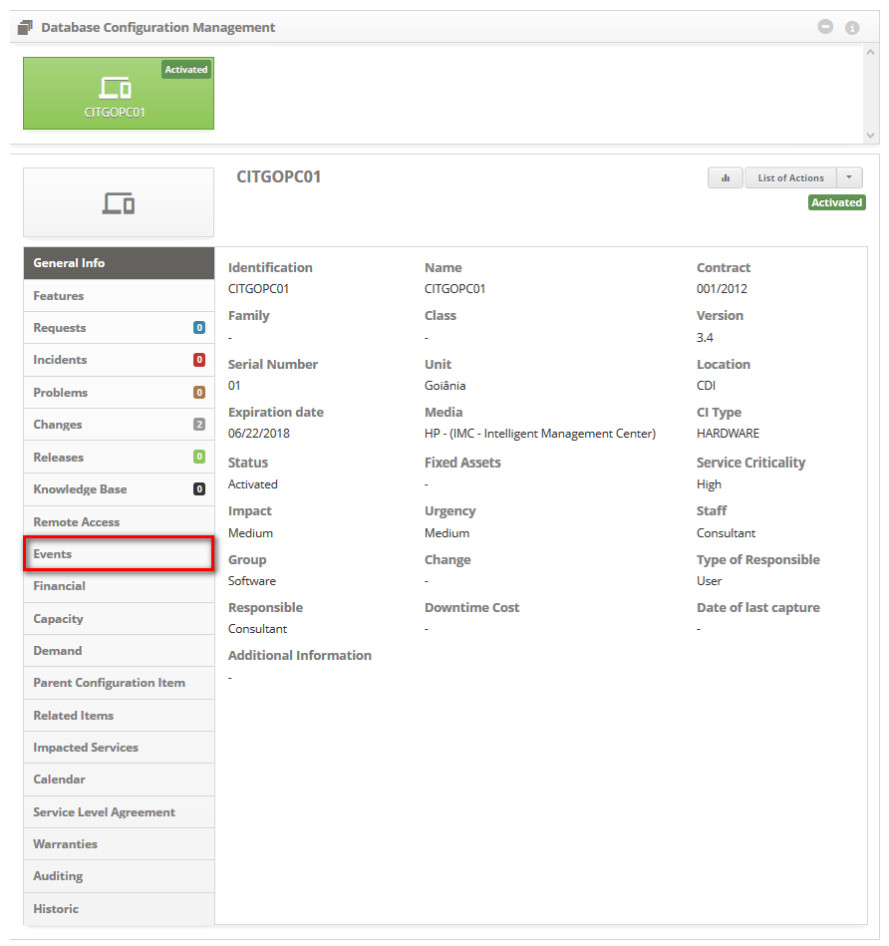 Database Configuration Management
Activated
CITGOPC01
CITGOPC01
List of Actions
Activated
General Info
Features
Requests 0
Incidents 0
Problems 0
Changes 2
Releases 0
Knowledge Base 0
Remote Access
Events
Financial
Capacity
Demand
Parent Configuration Item
Related Items
Impacted Services
Calendar
Service Level Agreement
Warranties
Auditing
Historic
Identification Name Contract
CITGOPC01 CITGOPC01 001/2012
Family Class Version
- - 3.4
Serial Number Unit Location
01 Goiânia CDI
Expiration date Media CI Type
06/22/2018 HP - (IMC - Intelligent Management Center) HARDWARE
Status Fixed Assets Service Criticality
Activated - High
Impact Urgency Staff
Medium Medium Consultant
Group Change Type of Responsible
Software - User
Responsible Downtime Cost Date of last capture
Consultant - -
Additional Information
-